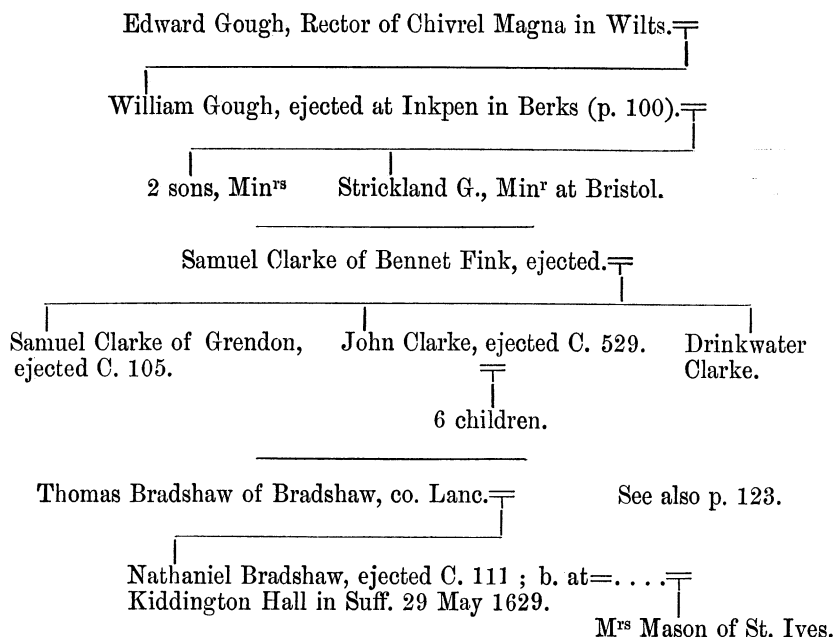 Edward Gough, Rector of Chivrel Magna in Wilts.
William Gough, ejected at Inkpen in Berks (p. 100).
2 sons, Minrs Strickland G., Minr at Bristol.
Samuel Clarke of Bennet Fink, ejected.
Samuel Clarke of Grendon,
ejected C. 105.
John Clarke, ejected C. 529.
6 children.
Drinkwater
Clarke.
Thomas Bradshaw of Bradshaw, co. Lanc. See also p. 123.
Nathaniel Bradshaw, ejected C. 111 ; b. at=....
Kiddington Hall in Suff. 29 May 1629.
Mrs Mason of St. Ives.